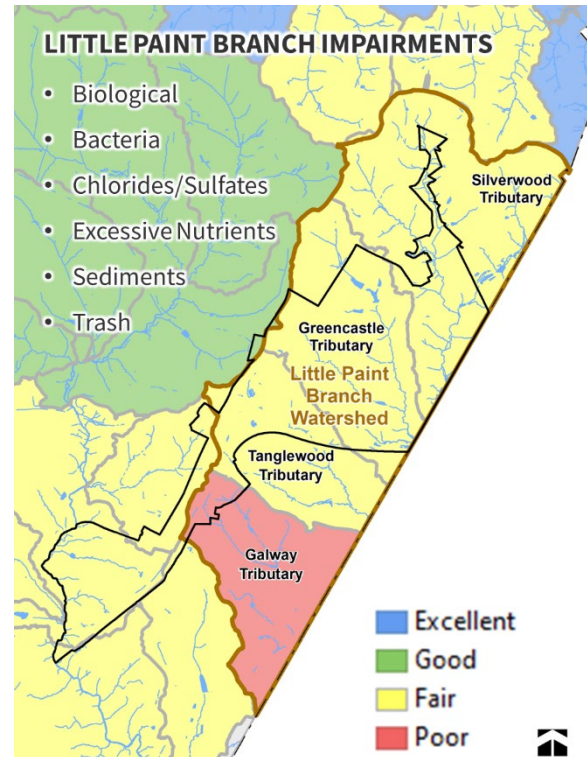 LITTLE PAINT BRANCH IMPAIRMENTS
• Biological
• Bacteria
• Chlorides/Sulfates
• Excessive Nutrients
• Sediments
• Trash
Silverwood
Tributary
Greencastle
Tributary
Little Paint
Branch
Watershed
Tanglewood
Tributary
Galway
Tributary
Excellent
Good
Fair
Poor